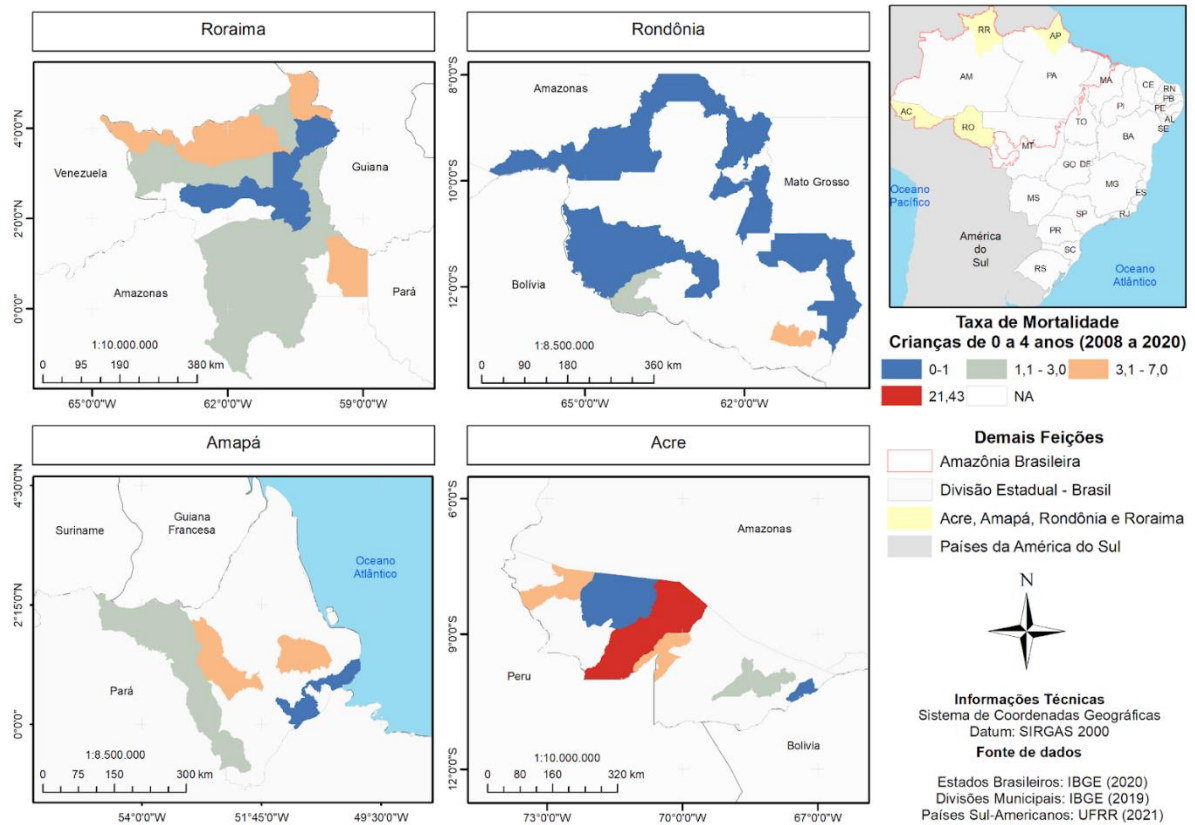 Roraima
Venezuela
Guiana
Amazonas
Pará
1:10.000.000
0 95 190 380 km
4°0'0"N
2°0'0"N
0°0'0"
65°0'0"W
62°0'0"W
59°0'0"W
Rondônia
Amazonas
Mato Grosso
Bolívia
1:8.500.000
0 90 180 360 km
8°0'0"S
10°0'0"S
12°0'0"S
65°0'0"W
62°0'0"W
Amapá
Suriname
Guiana
Francesa
Oceano
Atlântico
Pará
1:8.500.000
0 75 150 300 km
4°30'0"N
2°15'0"N
0°0'0"
54°0'0"W
51°45'0"W
49°30'0"W
Acre
Amazonas
Peru
Bolivia
1:10.000.000
0 80 160 320 km
6°0'0"S
9°0'0"S
12°0'0"S
73°0'0"W
70°0'0"W
67°0'0"W
RR
AP
AM
PA
MA
CE
RN
PB
PE
AL
SE
PI
AC
RO
TO
MT
BA
GO
DF
MG
ES
MS
SP
RJ
PR
SC
RS
Oceano
Pacífico
América
do
Sul
Oceano
Atlântico
Taxa de Mortalidade
Crianças de 0 a 4 anos (2008 a 2020)
0-1 1,1 - 3,0 3,1 - 7,0
21,43 NA
Demais Feições
Amazônia Brasileira
Divisão Estadual - Brasil
Acre, Amapá, Rondônia e Roraima
Países da América do Sul
N
Informações Técnicas
Sistema de Coordenadas Geográficas
Datum: SIRGAS 2000
Fonte de dados
Estados Brasileiros: IBGE (2020)
Divisões Municipais: IBGE (2019)
Países Sul-Americanos: UFRR (2021)